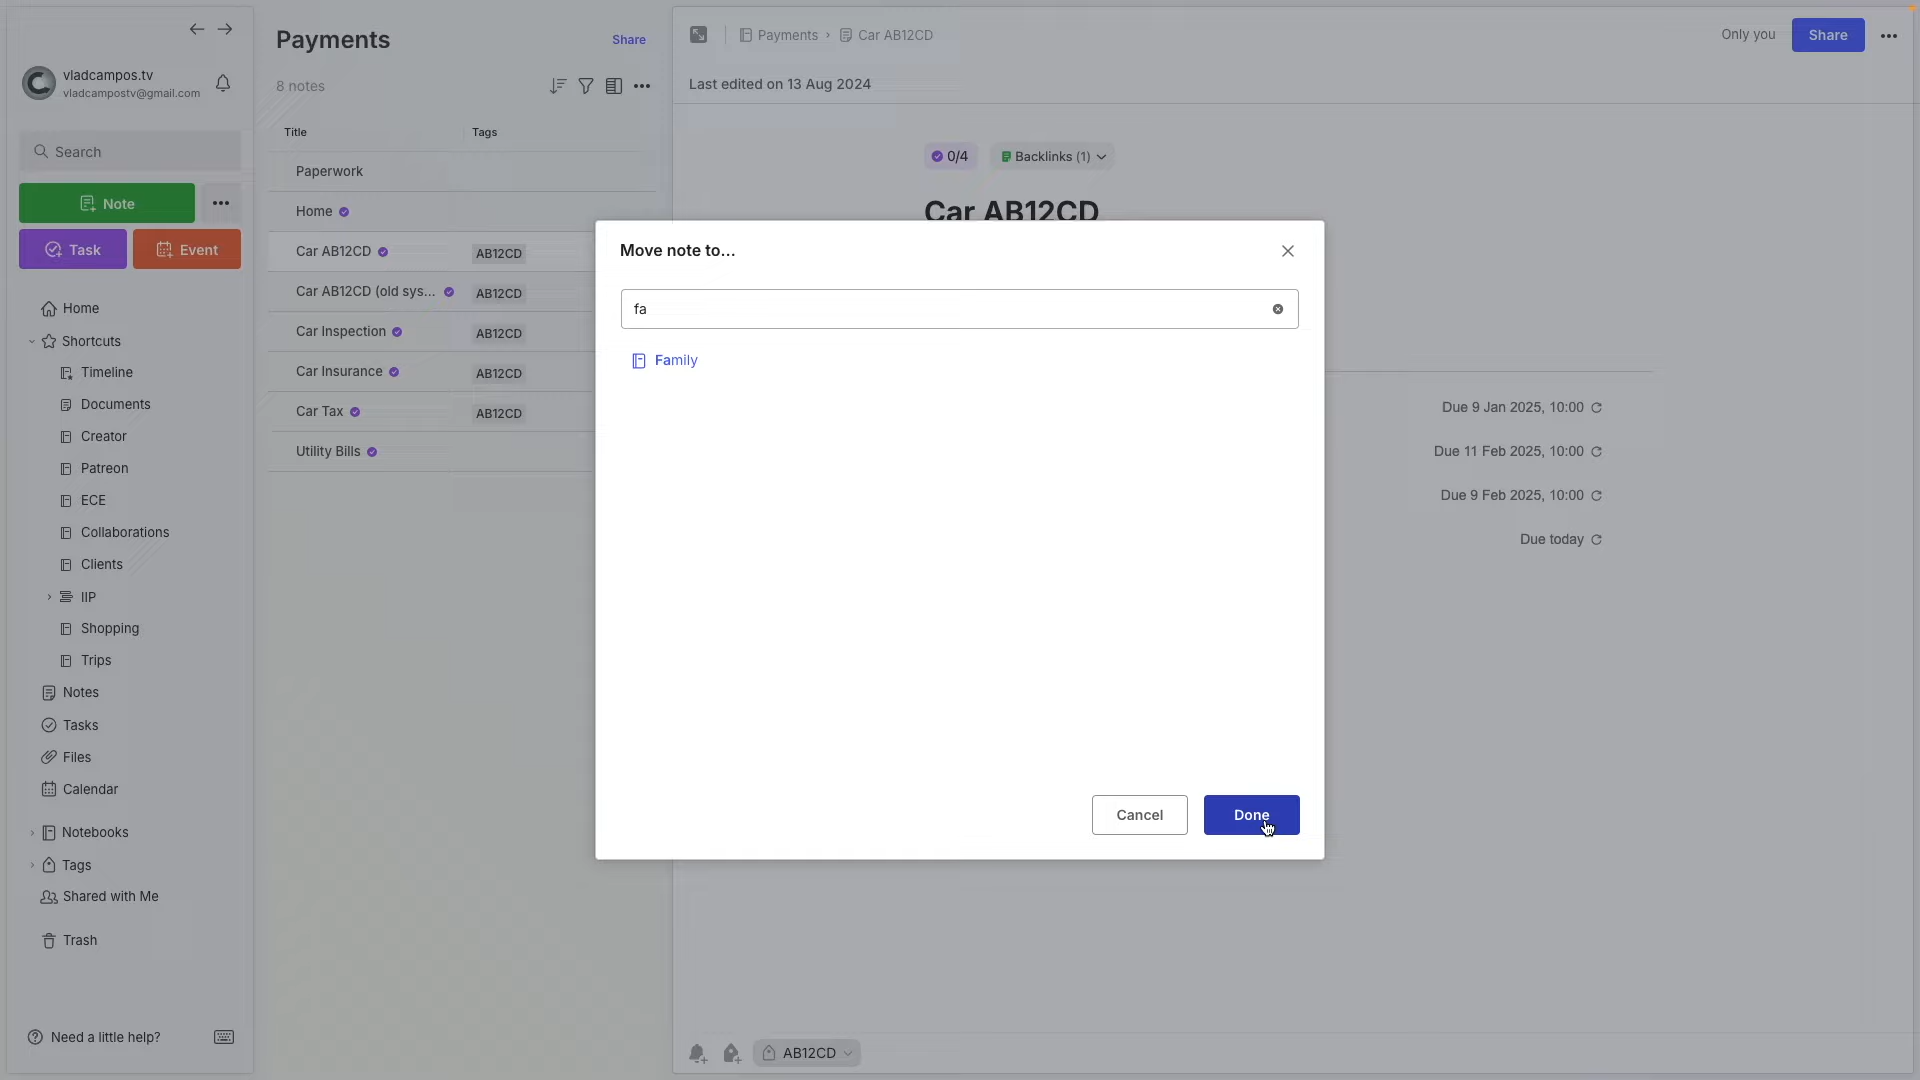 vladcampos.tv
vladcampostv@gmail.com
Search
Note
Task
Event
Home
Shortcuts
Timeline
Documents
Creator
Patreon
ECE
Collaborations
Clients
IIP
Shopping
Trips
Notes
Tasks
Files
Calendar
Notebooks
Tags
Shared with Me
Trash
Need a little help?
Payments
Share
8 notes
Title Tags
Paperwork
Home
Car AB12CD AB12CD
Car AB12CD (old sys... AB12CD
Car Inspection AB12CD
Car Insurance AB12CD
Car Tax AB12CD
Utility Bills
Payments › Car AB12CD
Only you
Share
Last edited on 13 Aug 2024
0/4
Backlinks (1)
Car AB12CD
Move note to...
fa
Family
Cancel
Done
Due 9 Jan 2025, 10:00
Due 11 Feb 2025, 10:00
Due 9 Feb 2025, 10:00
Due today
AB12CD